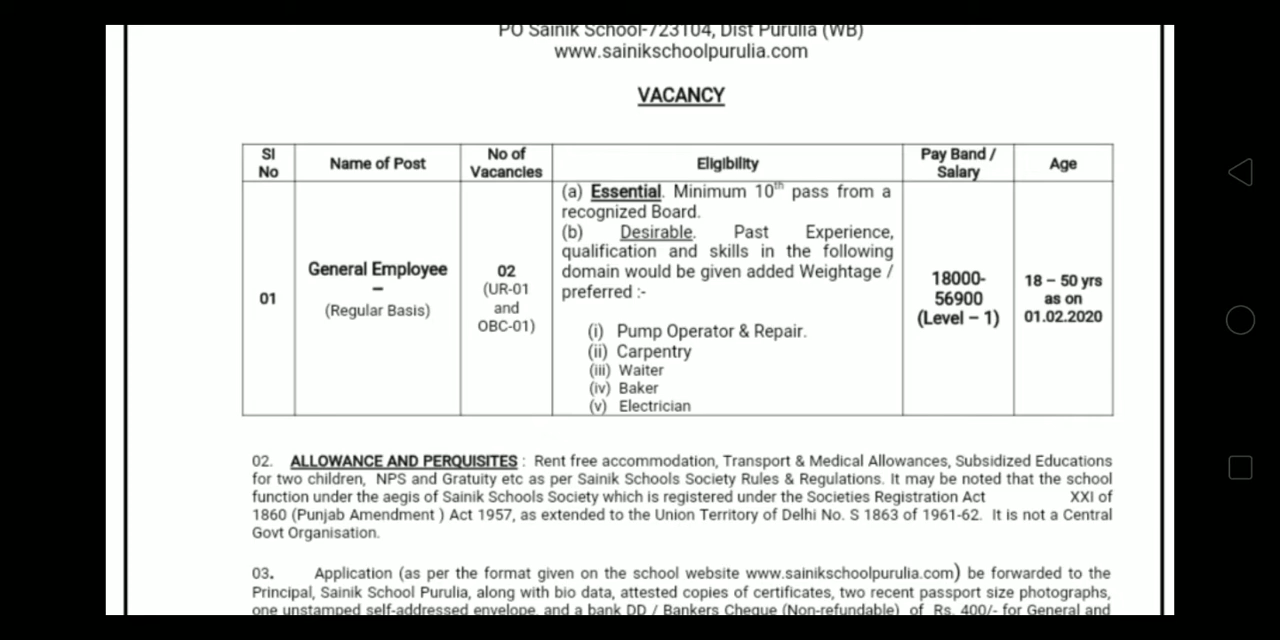 PO Sainik School-723104, Dist Purulia (WB)
www.sainikschoolpurulia.com
VACANCY
Sl No
Name of Post
No of Vacancies
Eligibility
Pay Band / Salary
Age
01
General Employee
–
(Regular Basis)
02
(UR-01
and
OBC-01)
(a) Essential. Minimum 10th pass from a
recognized Board.
(b) Desirable. Past Experience,
qualification and skills in the following
domain would be given added Weightage /
preferred :-
(i) Pump Operator & Repair.
(ii) Carpentry
(iii) Waiter
(iv) Baker
(v) Electrician
18000-
56900
(Level – 1)
18 – 50 yrs
as on
01.02.2020
02. ALLOWANCE AND PERQUISITES : Rent free accommodation, Transport & Medical Allowances, Subsidized Educations
for two children, NPS and Gratuity etc as per Sainik Schools Society Rules & Regulations. It may be noted that the school
function under the aegis of Sainik Schools Society which is registered under the Societies Registration Act XXI of
1860 (Punjab Amendment ) Act 1957, as extended to the Union Territory of Delhi No. S 1863 of 1961-62. It is not a Central
Govt Organisation.
03. Application (as per the format given on the school website www.sainikschoolpurulia.com) be forwarded to the
Principal, Sainik School Purulia, along with bio data, attested copies of certificates, two recent passport size photographs,
one unstamped self-addressed envelope, and a bank DD / Bankers Cheque (Non-refundable) of Rs. 400/- for General and